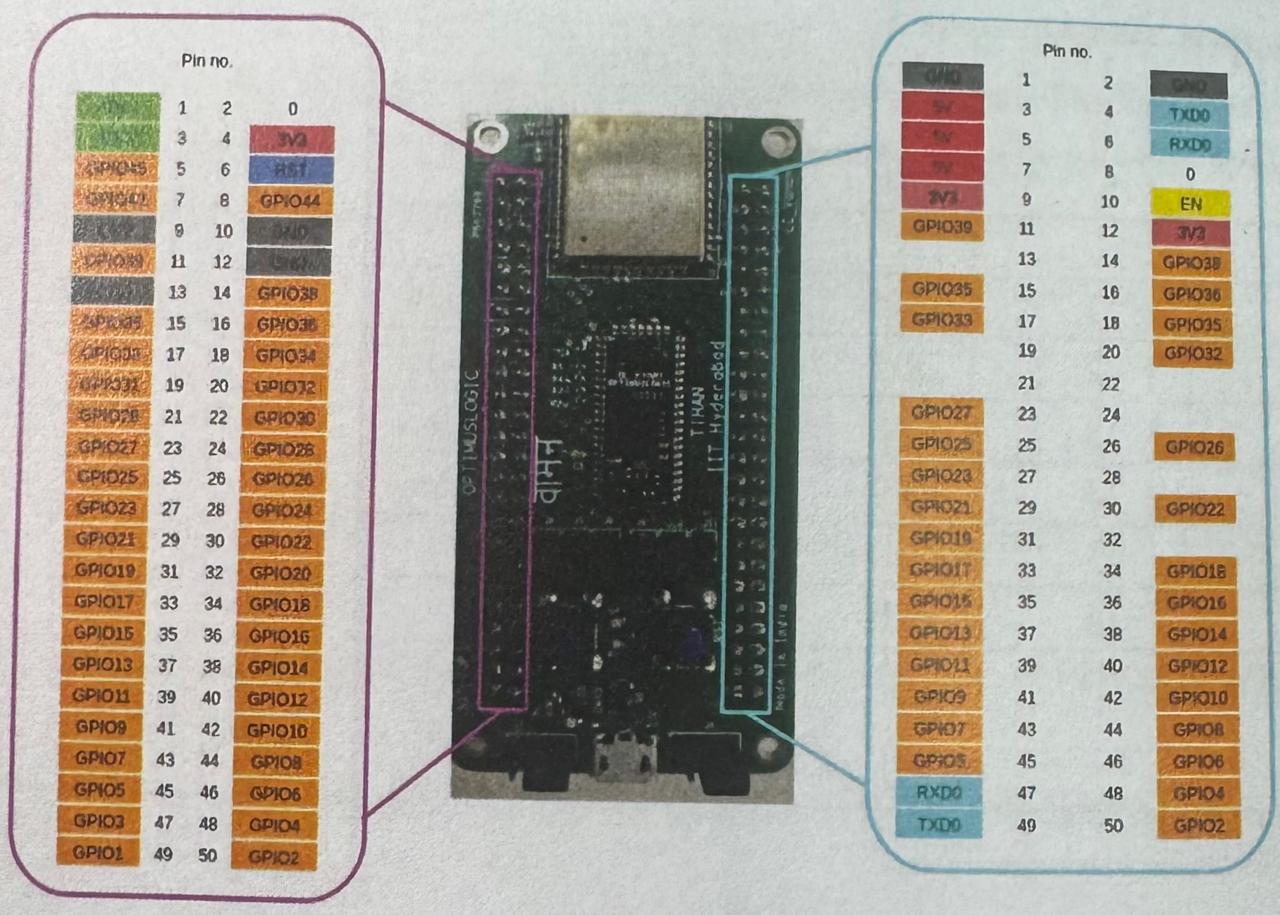 Pin no.
1 2 0
3 4 3V3
GPIO45 5 6 RST
7 8 GPIO44
9 10 GND
GPIO39 11 12
13 14 GPIO38
GPIO35 15 16 GPIO36
GPIO33 17 18 GPIO34
GPIO31 19 20 GPIO32
GPIO29 21 22 GPIO30
GPIO27 23 24 GPIO28
GPIO25 25 26 GPIO26
GPIO23 27 28 GPIO24
GPIO21 29 30 GPIO22
GPIO19 31 32 GPIO20
GPIO17 33 34 GPIO18
GPIO15 35 36 GPIO16
GPIO13 37 38 GPIO14
GPIO11 39 40 GPIO12
GPIO9 41 42 GPIO10
GPIO7 43 44 GPIO8
GPIO5 45 46 GPIO6
GPIO3 47 48 GPIO4
GPIO1 49 50 GPIO2
OPTIMUSLOGIC
वामन
TIHAN
IIT Hyderabad
Made in India
Pin no.
GND 1 2 GND
5V 3 4 TXD0
5V 5 6 RXD0
5V 7 8 0
3V3 9 10 EN
GPIO39 11 12 3V3
13 14 GPIO38
GPIO35 15 16 GPIO36
GPIO33 17 18 GPIO35
19 20 GPIO32
21 22
GPIO27 23 24
GPIO25 25 26 GPIO26
GPIO23 27 28
GPIO21 29 30 GPIO22
GPIO19 31 32
GPIO17 33 34 GPIO18
GPIO15 35 36 GPIO16
GPIO13 37 38 GPIO14
GPIO11 39 40 GPIO12
GPIO9 41 42 GPIO10
GPIO7 43 44 GPIO8
GPIO5 45 46 GPIO6
RXD0 47 48 GPIO4
TXD0 49 50 GPIO2